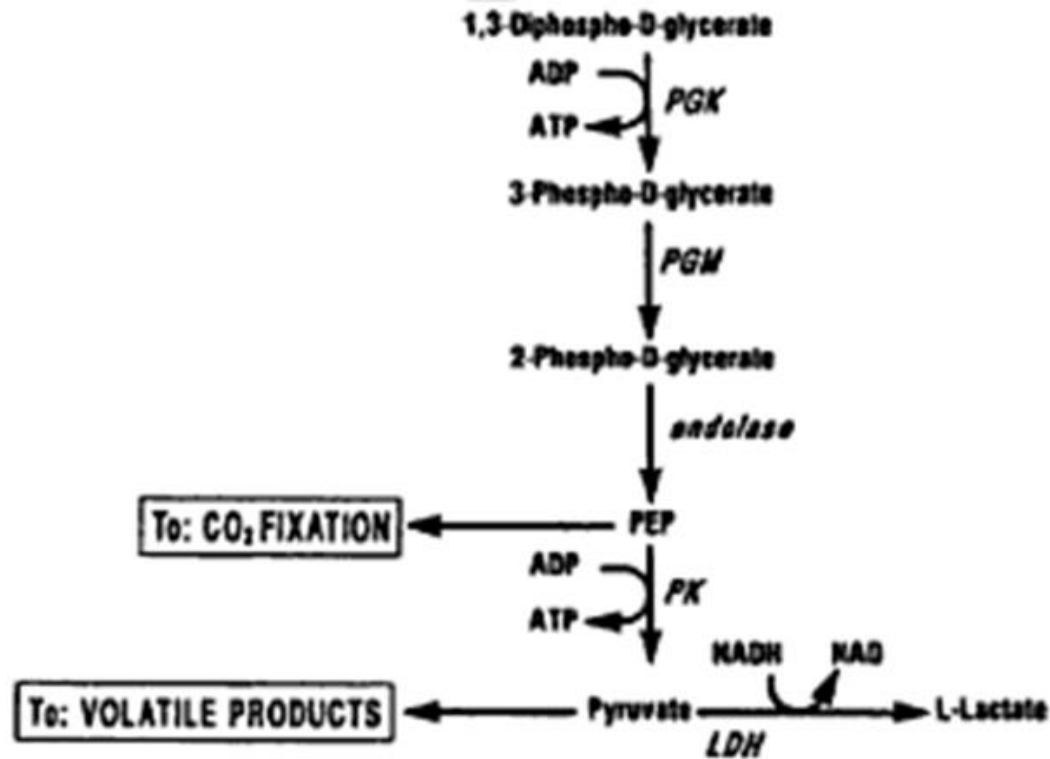 1,3-Diphospho-D-glycerate
ADP
PGK
ATP
3-Phospho-D-glycerate
PGM
2-Phospho-D-glycerate
endolase
To: CO₂ FIXATION
PEP
ADP
PK
ATP
NADH
NAD
To: VOLATILE PRODUCTS
Pyruvate
L-Lactate
LDH